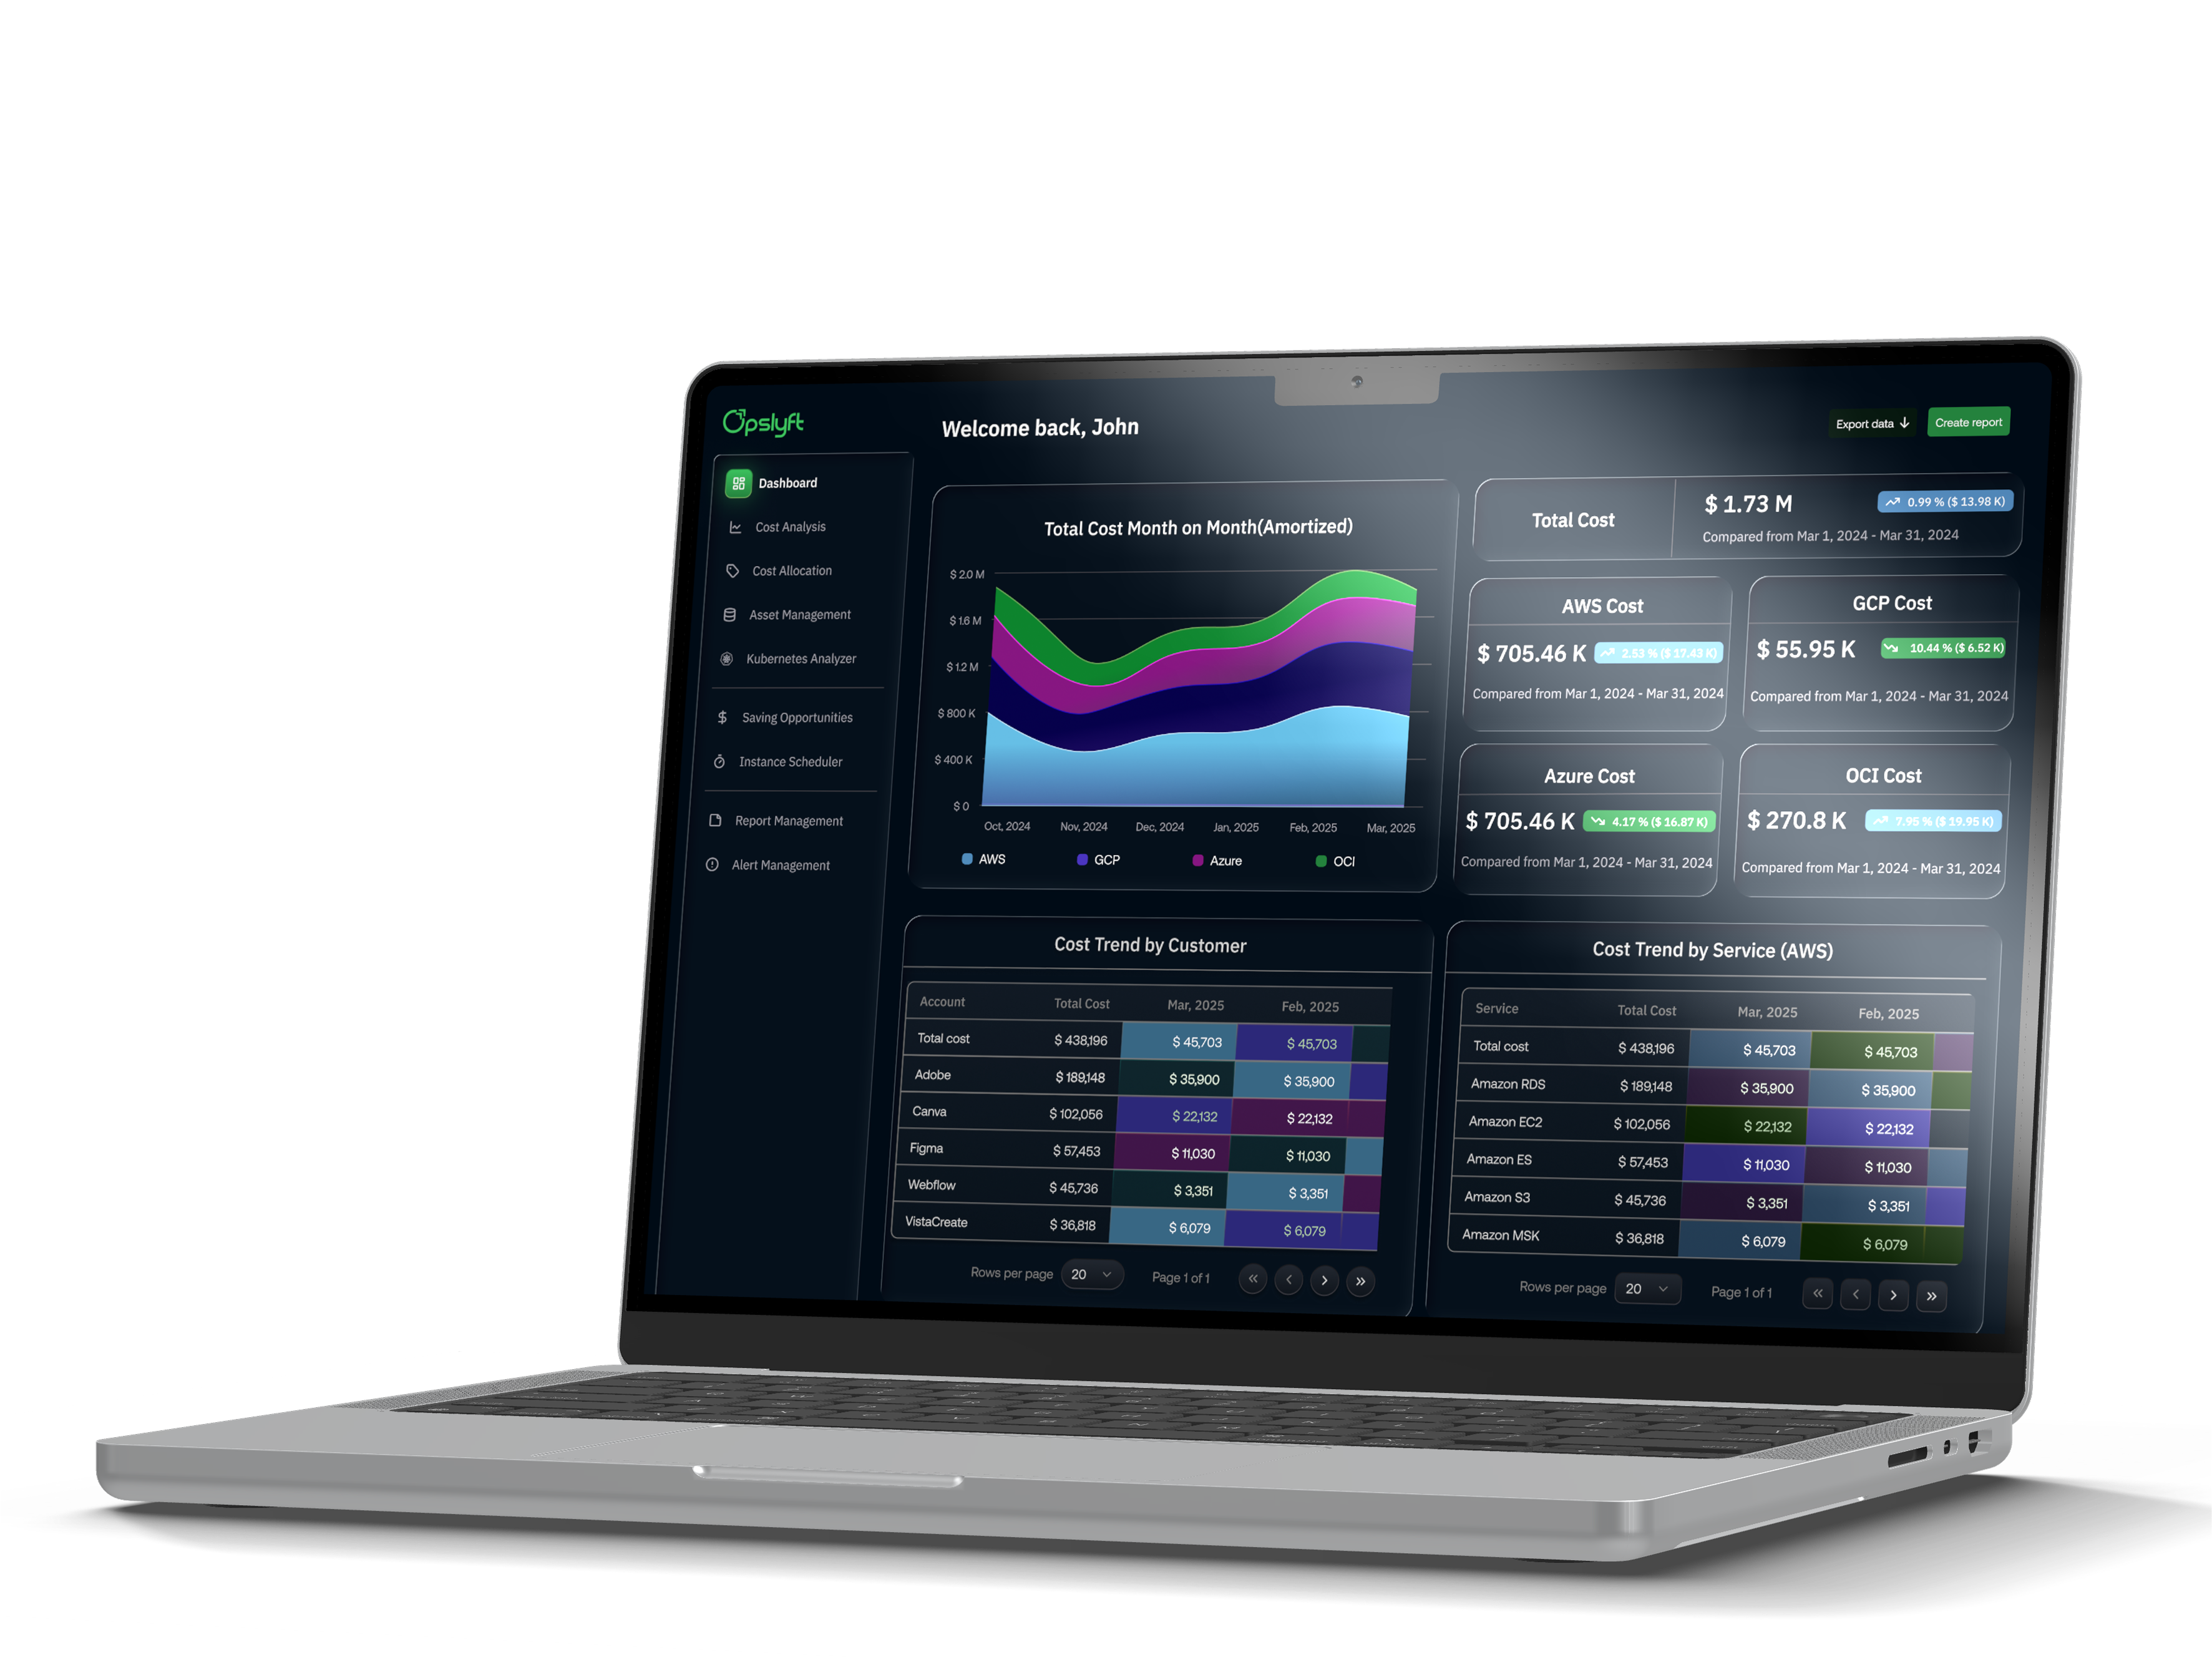 Opslyft
Welcome back, John
Export data
Create report
Dashboard
Cost Analysis
Cost Allocation
Asset Management
Kubernetes Analyzer
$ Saving Opportunities
Instance Scheduler
Report Management
Alert Management
Total Cost Month on Month(Amortized)
$ 2.0 M
$ 1.6 M
$ 1.2 M
$ 800 K
$ 400 K
$ 0
Oct, 2024 Nov, 2024 Dec, 2024 Jan, 2025 Feb, 2025 Mar, 2025
AWS GCP Azure OCI
Total Cost
$ 1.73 M 0.99 % ($ 13.98 K)
Compared from Mar 1, 2024 - Mar 31, 2024
AWS Cost
$ 705.46 K 2.53 % ($ 17.43 K)
Compared from Mar 1, 2024 - Mar 31, 2024
GCP Cost
$ 55.95 K 10.44 % ($ 6.52 K)
Compared from Mar 1, 2024 - Mar 31, 2024
Azure Cost
$ 705.46 K 4.17 % ($ 16.87 K)
Compared from Mar 1, 2024 - Mar 31, 2024
OCI Cost
$ 270.8 K 7.95 % ($ 19.95 K)
Compared from Mar 1, 2024 - Mar 31, 2024
Cost Trend by Customer
Account Total Cost Mar, 2025 Feb, 2025
Total cost $ 438,196 $ 45,703 $ 45,703
Adobe $ 189,148 $ 35,900 $ 35,900
Canva $ 102,056 $ 22,132 $ 22,132
Figma $ 57,453 $ 11,030 $ 11,030
Webflow $ 45,736 $ 3,351 $ 3,351
VistaCreate $ 36,818 $ 6,079 $ 6,079
Rows per page 20 Page 1 of 1
Cost Trend by Service (AWS)
Service Total Cost Mar, 2025 Feb, 2025
Total cost $ 438,196 $ 45,703 $ 45,703
Amazon RDS $ 189,148 $ 35,900 $ 35,900
Amazon EC2 $ 102,056 $ 22,132 $ 22,132
Amazon ES $ 57,453 $ 11,030 $ 11,030
Amazon S3 $ 45,736 $ 3,351 $ 3,351
Amazon MSK $ 36,818 $ 6,079 $ 6,079
Rows per page 20 Page 1 of 1